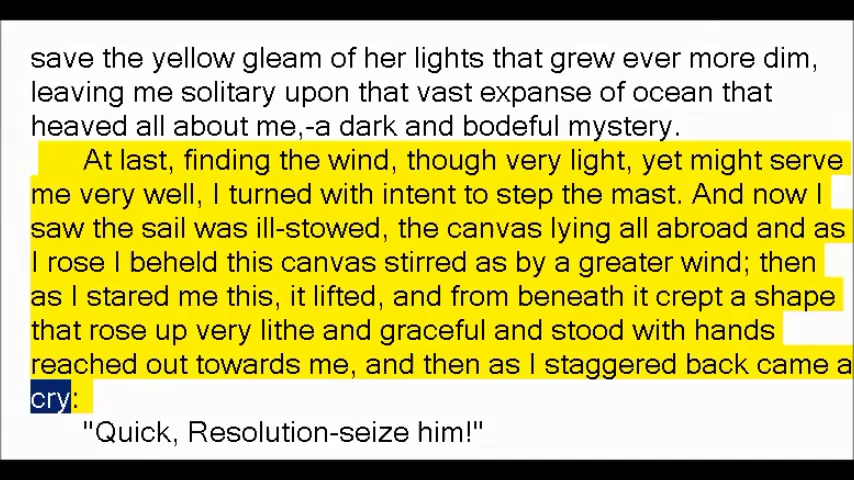 save the yellow gleam of her lights that grew ever more dim,
leaving me solitary upon that vast expanse of ocean that
heaved all about me,-a dark and bodeful mystery.
At last, finding the wind, though very light, yet might serve
me very well, I turned with intent to step the mast. And now I
saw the sail was ill-stowed, the canvas lying all abroad and as
I rose I beheld this canvas stirred as by a greater wind; then
as I stared me this, it lifted, and from beneath it crept a shape
that rose up very lithe and graceful and stood with hands
reached out towards me, and then as I staggered back came a
cry:
"Quick, Resolution-seize him!"